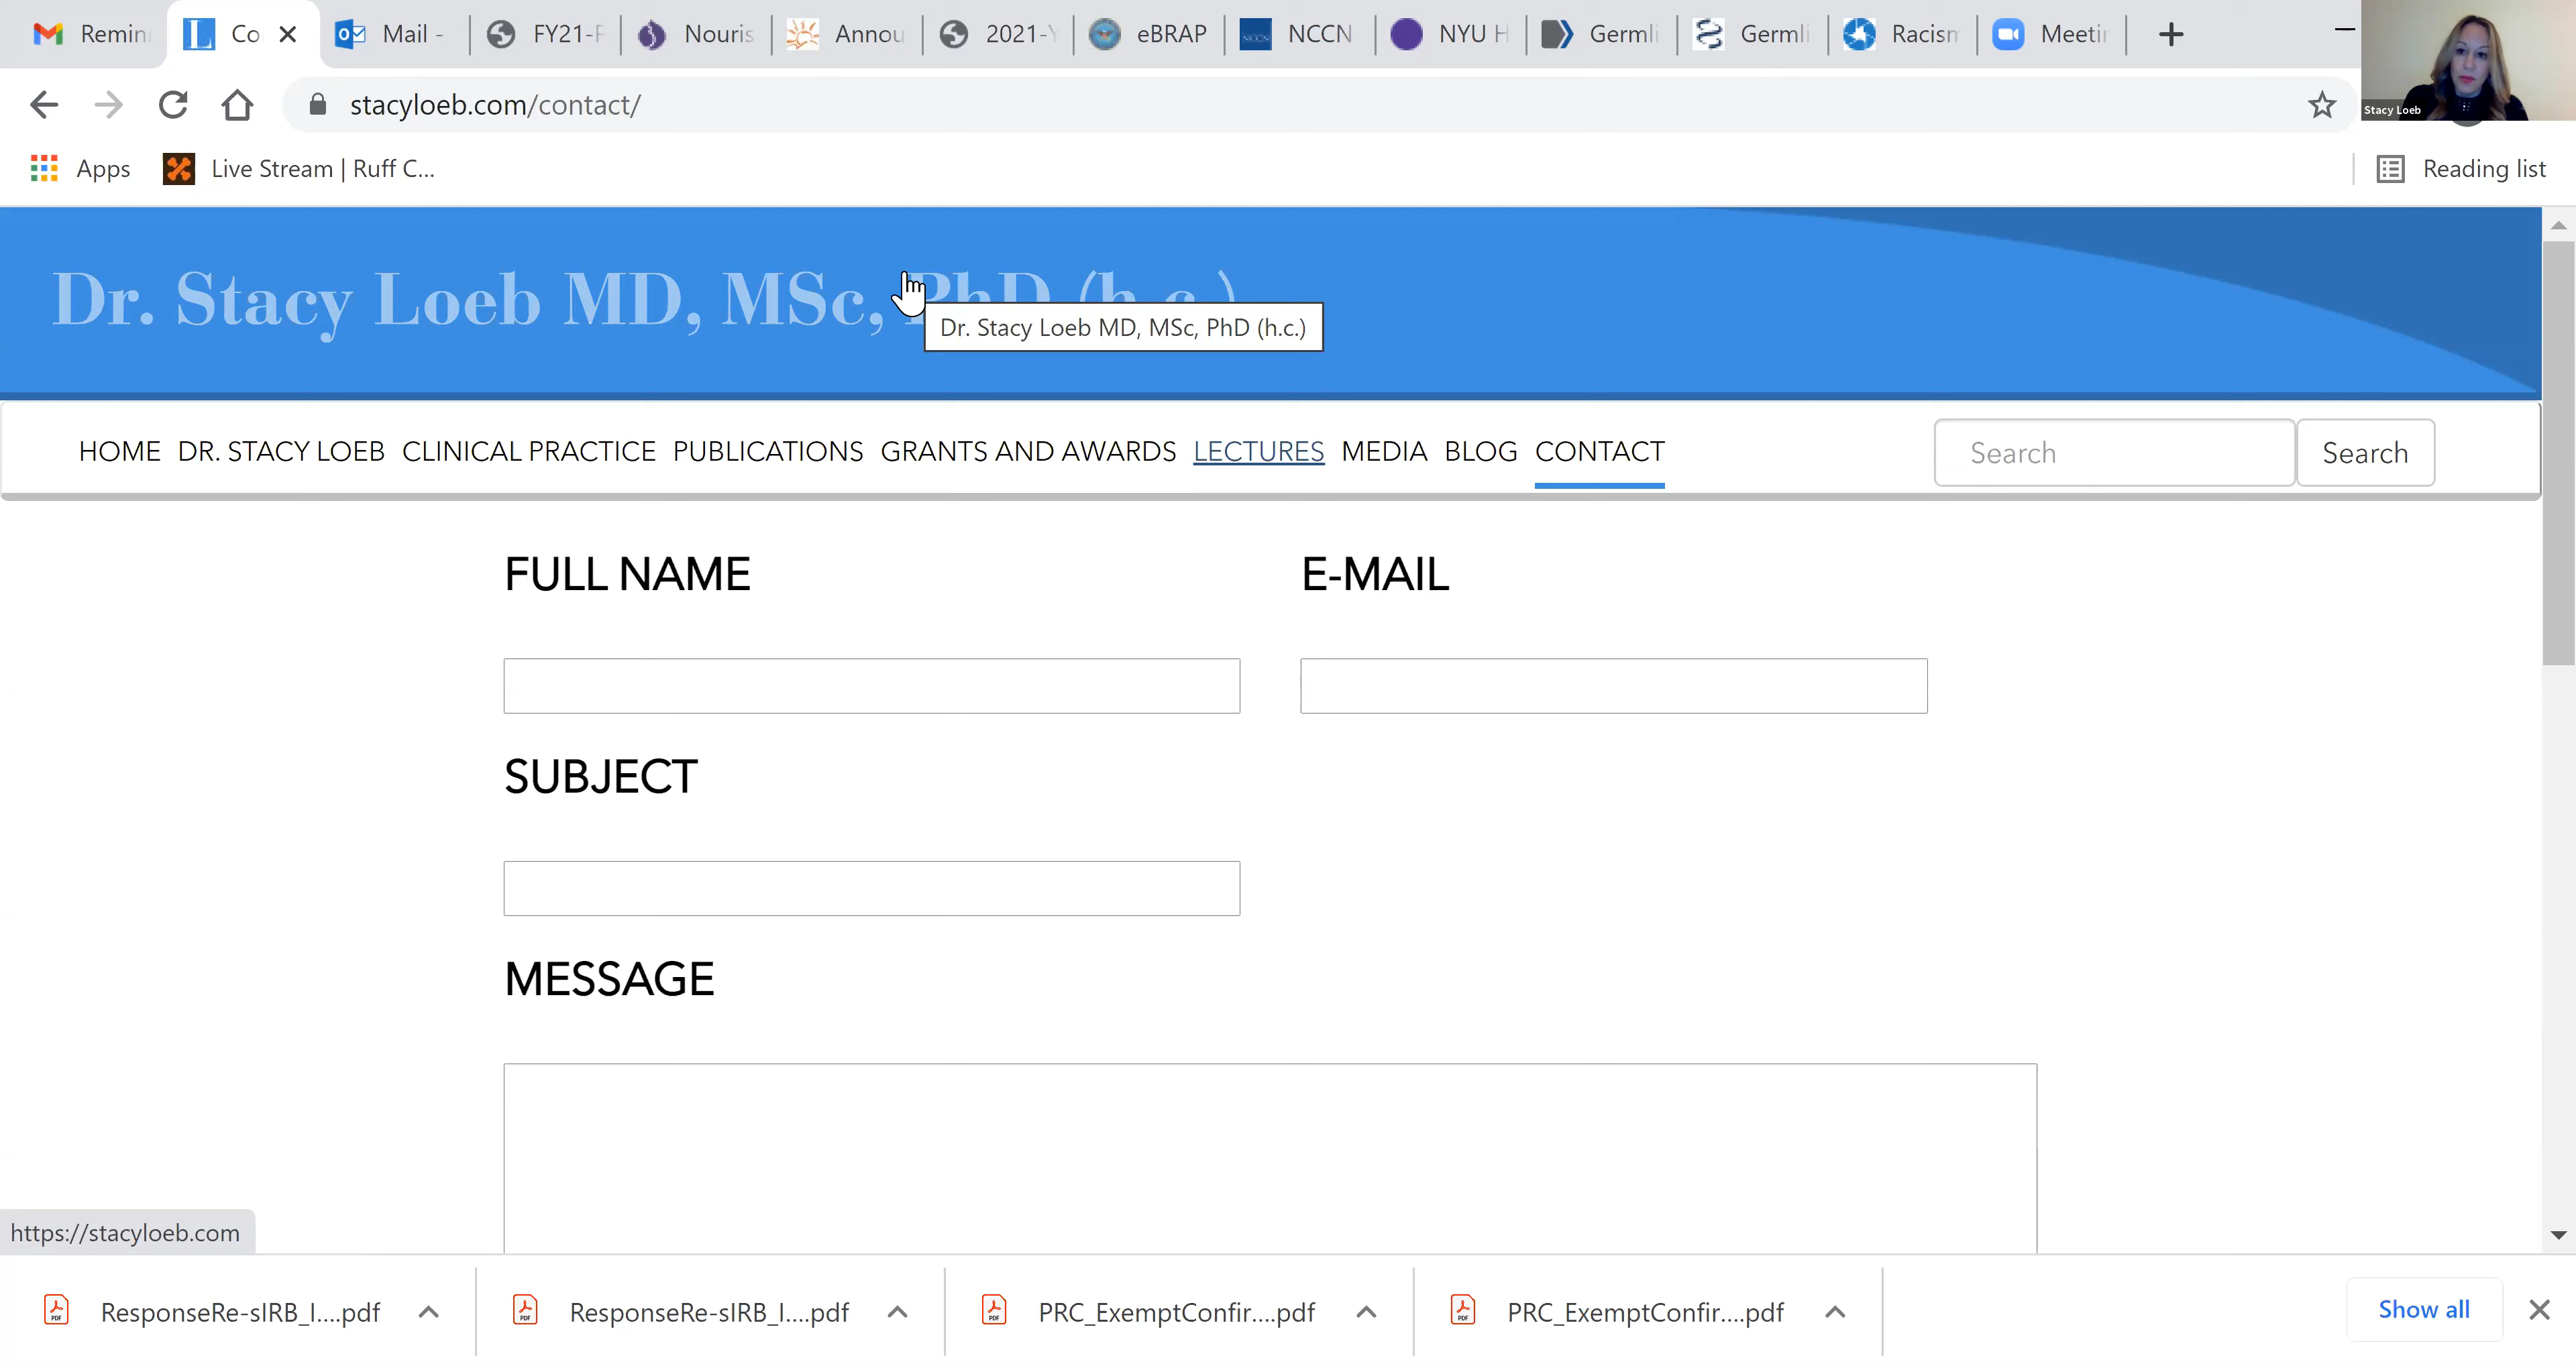 Remin
Co
Mail -
FY21-F
Nouris
Annou
2021-Y
eBRAP
NCCN
NYU H
Germli
Germli
Racism
Meetin
Stacy Loeb
stacyloeb.com/contact/
Apps
Live Stream | Ruff C...
Reading list
Dr. Stacy Loeb MD, MSc, PhD (h.c.)
Dr. Stacy Loeb MD, MSc, PhD (h.c.)
HOME DR. STACY LOEB CLINICAL PRACTICE PUBLICATIONS GRANTS AND AWARDS LECTURES MEDIA BLOG CONTACT
Search
Search
FULL NAME
E-MAIL
SUBJECT
MESSAGE
https://stacyloeb.com
ResponseRe-sIRB_I....pdf
ResponseRe-sIRB_I....pdf
PRC_ExemptConfir....pdf
PRC_ExemptConfir....pdf
Show all